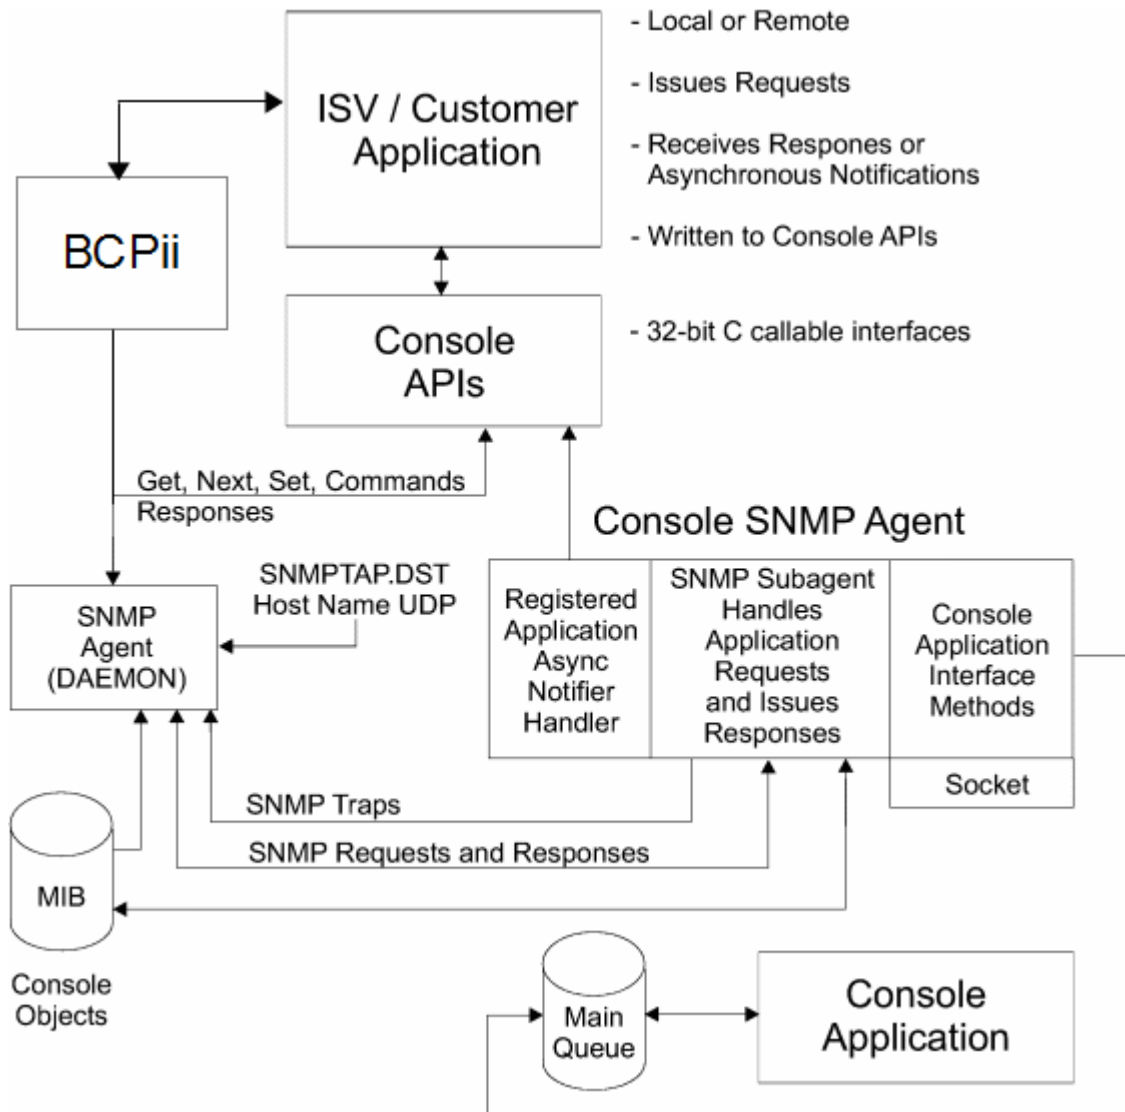 ISV / Customer
Application
- Local or Remote
- Issues Requests
- Receives Respones or
Asynchronous Notifications
- Written to Console APIs
BCPii
Console
APIs
- 32-bit C callable interfaces
Get, Next, Set, Commands
Responses
Console SNMP Agent
SNMPTAP.DST
Host Name UDP
SNMP
Agent
(DAEMON)
Registered
Application
Async
Notifier
Handler
SNMP Subagent
Handles
Application
Requests
and Issues
Responses
Console
Application
Interface
Methods
Socket
SNMP Traps
SNMP Requests and Responses
MIB
Console
Objects
Main
Queue
Console
Application